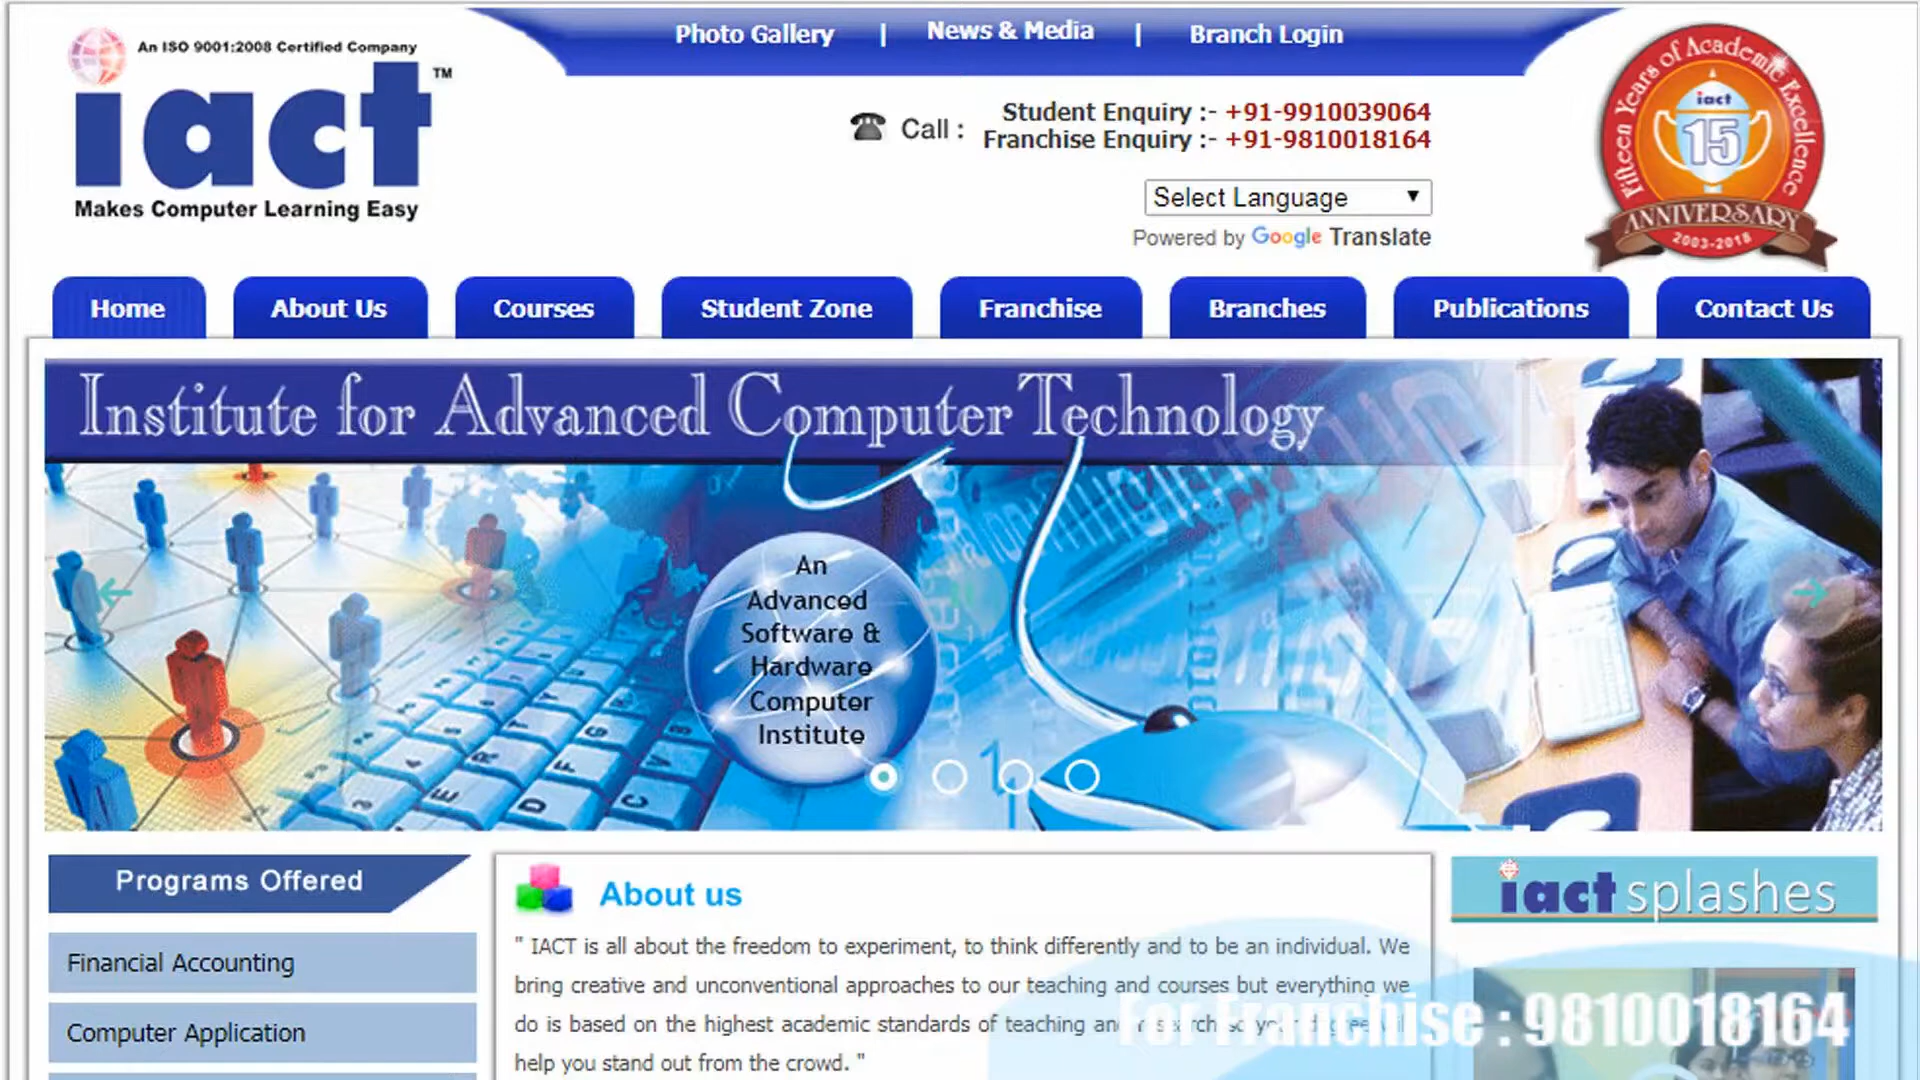 Photo Gallery | News & Media | Branch Login
An ISO 9001:2008 Certified Company
iact™
Makes Computer Learning Easy
Call :
Student Enquiry :- +91-9910039064
Franchise Enquiry :- +91-9810018164
Select Language
Powered by Google Translate
Fifteen Years of Academic Excellence
iact
15
ANNIVERSARY
2003-2018
Home
About Us
Courses
Student Zone
Franchise
Branches
Publications
Contact Us
Institute for Advanced Computer Technology
An
Advanced
Software &
Hardware
Computer
Institute
Programs Offered
Financial Accounting
Computer Application
About us
" IACT is all about the freedom to experiment, to think differently and to be an individual. We
bring creative and unconventional approaches to our teaching and courses but everything we
do is based on the highest academic standards of teaching and research so your degree will
help you stand out from the crowd. "
iact splashes
For Franchise : 9810018164